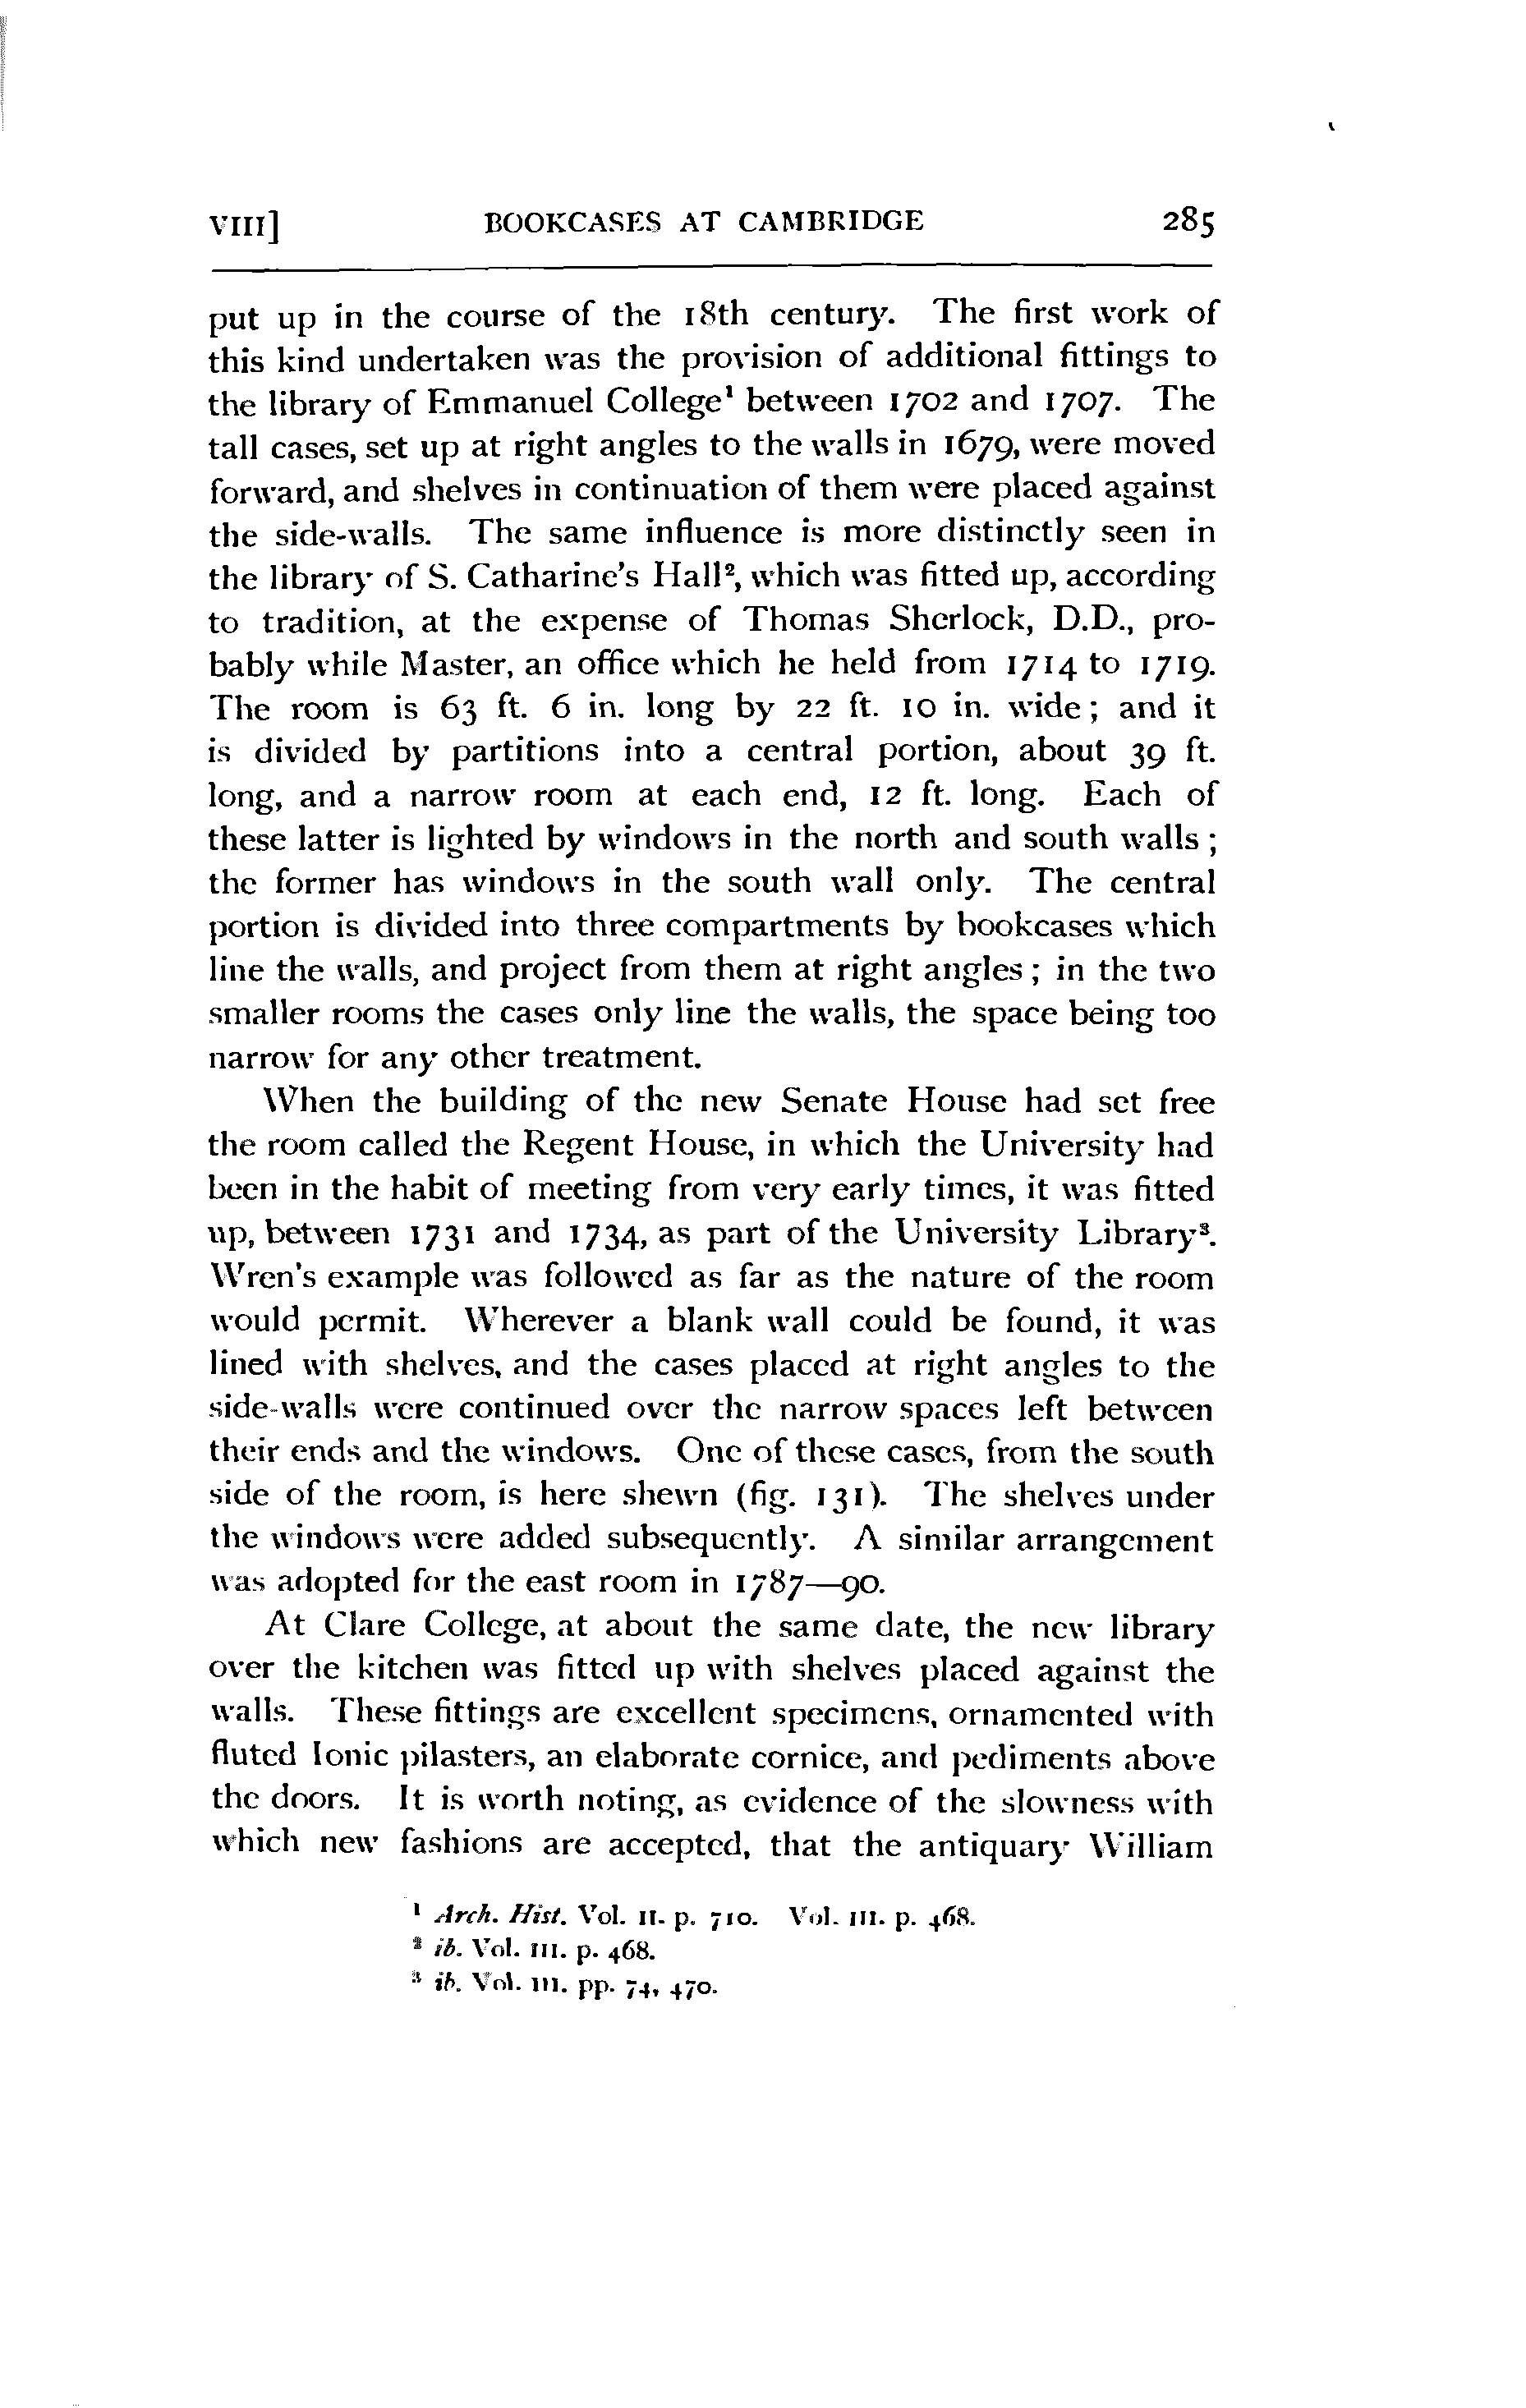 VIII] BOOKCASES AT CAMBRIDGE 285
put up in the course of the 18th century. The first work of
this kind undertaken was the provision of additional fittings to
the library of Emmanuel College¹ between 1702 and 1707. The
tall cases, set up at right angles to the walls in 1679, were moved
forward, and shelves in continuation of them were placed against
the side-walls. The same influence is more distinctly seen in
the library of S. Catharine's Hall², which was fitted up, according
to tradition, at the expense of Thomas Sherlock, D.D., pro-
bably while Master, an office which he held from 1714 to 1719.
The room is 63 ft. 6 in. long by 22 ft. 10 in. wide; and it
is divided by partitions into a central portion, about 39 ft.
long, and a narrow room at each end, 12 ft. long. Each of
these latter is lighted by windows in the north and south walls;
the former has windows in the south wall only. The central
portion is divided into three compartments by bookcases which
line the walls, and project from them at right angles; in the two
smaller rooms the cases only line the walls, the space being too
narrow for any other treatment.
When the building of the new Senate House had set free
the room called the Regent House, in which the University had
been in the habit of meeting from very early times, it was fitted
up, between 1731 and 1734, as part of the University Library³.
Wren's example was followed as far as the nature of the room
would permit. Wherever a blank wall could be found, it was
lined with shelves, and the cases placed at right angles to the
side-walls were continued over the narrow spaces left between
their ends and the windows. One of these cases, from the south
side of the room, is here shewn (fig. 131). The shelves under
the windows were added subsequently. A similar arrangement
was adopted for the east room in 1787—90.
At Clare College, at about the same date, the new library
over the kitchen was fitted up with shelves placed against the
walls. These fittings are excellent specimens, ornamented with
fluted Ionic pilasters, an elaborate cornice, and pediments above
the doors. It is worth noting, as evidence of the slowness with
which new fashions are accepted, that the antiquary William
¹ Arch. Hist. Vol. II. p. 710. Vol. III. p. 468.
² ib. Vol. III. p. 468.
³ ib. Vol. III. pp. 74, 470.